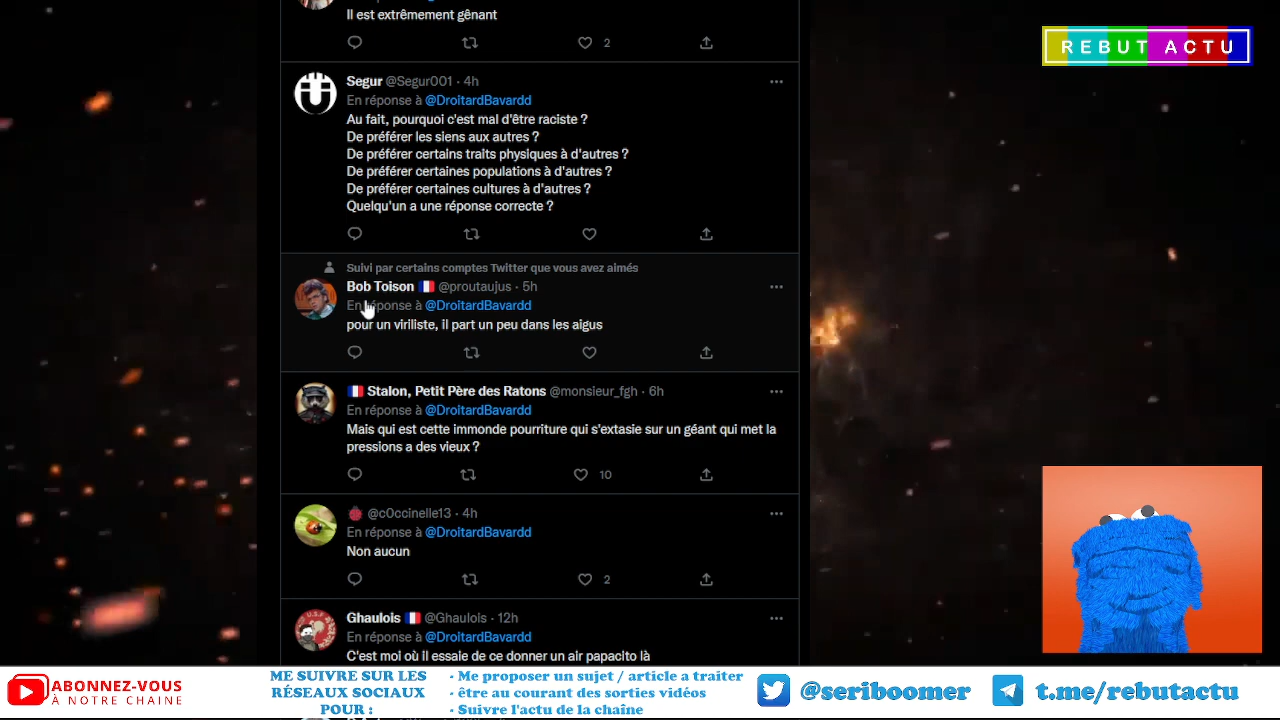 Il est extrêmement gênant
2
REBUT ACTU
Segur @Segur001 · 4h
En réponse à @DroitardBavardd
Au fait, pourquoi c'est mal d'être raciste ?
De préférer les siens aux autres ?
De préférer certains traits physiques à d'autres ?
De préférer certaines populations à d'autres ?
De préférer certaines cultures à d'autres ?
Quelqu'un a une réponse correcte ?
Suivi par certains comptes Twitter que vous avez aimés
Bob Toison @proutaujus · 5h
En réponse à @DroitardBavardd
pour un viriliste, il part un peu dans les aigus
Stalon, Petit Père des Ratons @monsieur_fgh · 6h
En réponse à @DroitardBavardd
Mais qui est cette immonde pourriture qui s'extasie sur un géant qui met la
pressions a des vieux ?
10
@c0ccinelle13 · 4h
En réponse à @DroitardBavardd
Non aucun
2
Ghaulois @Ghaulois · 12h
En réponse à @DroitardBavardd
C'est moi où il essaie de ce donner un air papacito là
ABONNEZ-VOUS
À NOTRE CHAINE
ME SUIVRE SUR LES
RÉSEAUX SOCIAUX
POUR :
- Me proposer un sujet / article a traiter
- être au courant des sorties vidéos
- Suivre l'actu de la chaîne
@seriboomer
t.me/rebutactu